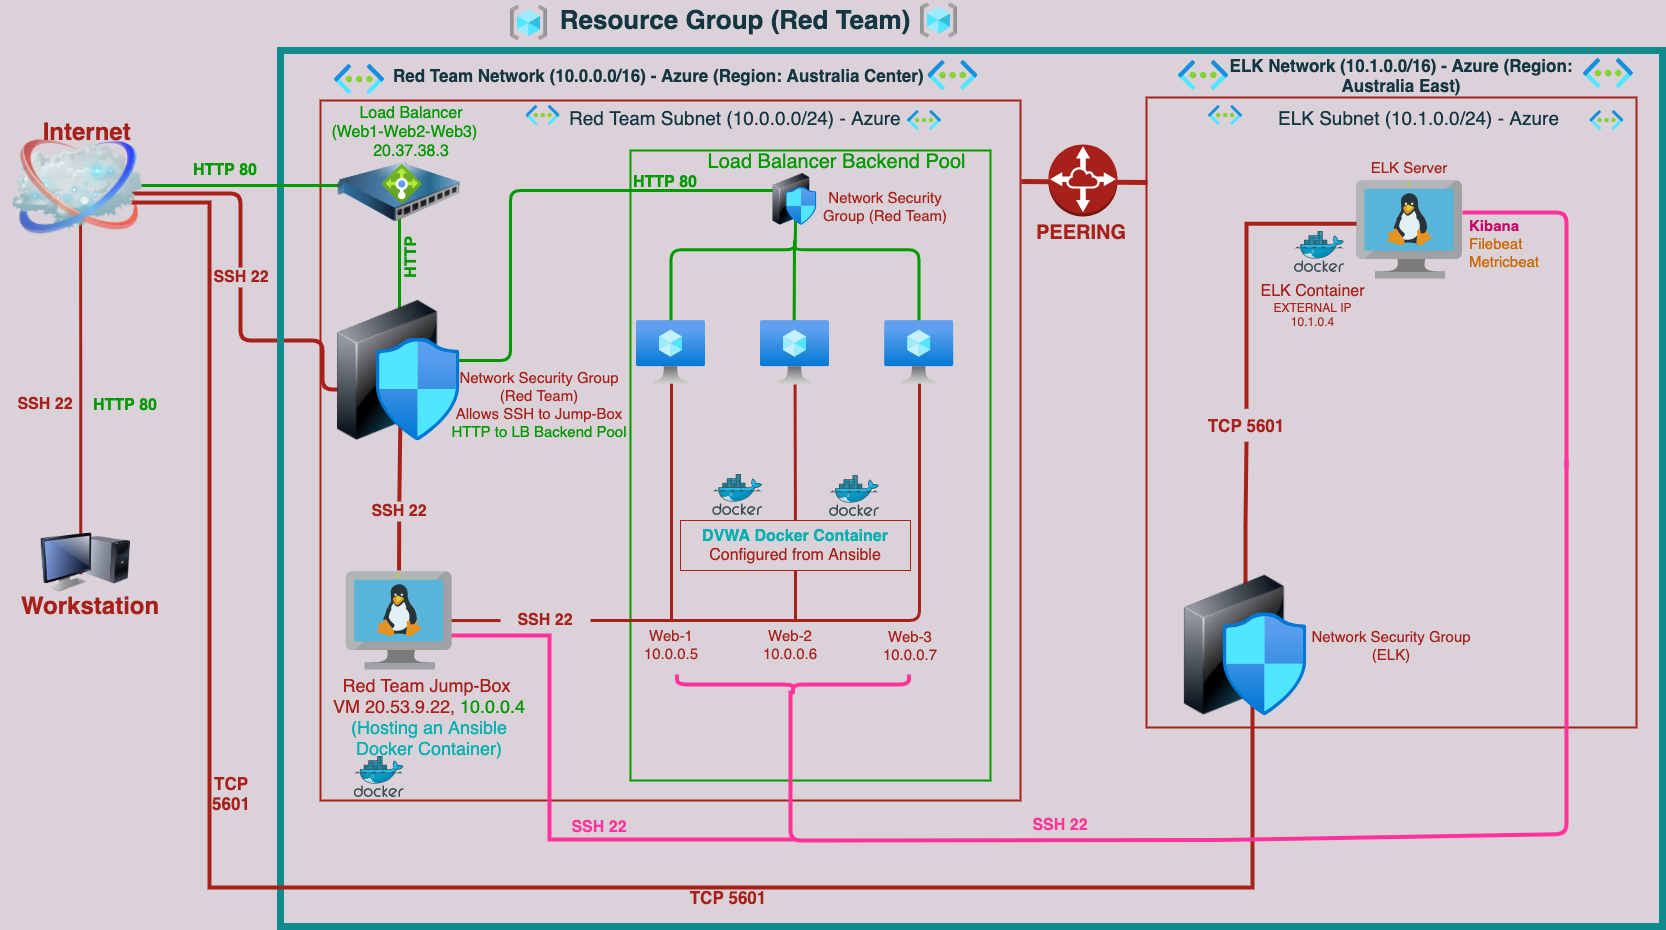 Resource Group (Red Team)
Red Team Network (10.0.0.0/16) - Azure (Region: Australia Center)
ELK Network (10.1.0.0/16) - Azure (Region:
Australia East)
Load Balancer
(Web1-Web2-Web3)
20.37.38.3
Red Team Subnet (10.0.0.0/24) - Azure
ELK Subnet (10.1.0.0/24) - Azure
Internet
HTTP 80
Load Balancer Backend Pool
HTTP 80
Network Security
Group (Red Team)
PEERING
ELK Server
Kibana
Filebeat
Metricbeat
docker
ELK Container
EXTERNAL IP
10.1.0.4
HTTP
SSH 22
Network Security Group
(Red Team)
Allows SSH to Jump-Box
HTTP to LB Backend Pool
SSH 22
HTTP 80
TCP 5601
docker
docker
SSH 22
DVWA Docker Container
Configured from Ansible
Workstation
SSH 22
Web-1
10.0.0.5
Web-2
10.0.0.6
Web-3
10.0.0.7
Network Security Group
(ELK)
Red Team Jump-Box
VM 20.53.9.22, 10.0.0.4
(Hosting an Ansible
Docker Container)
docker
TCP
5601
SSH 22
SSH 22
TCP 5601